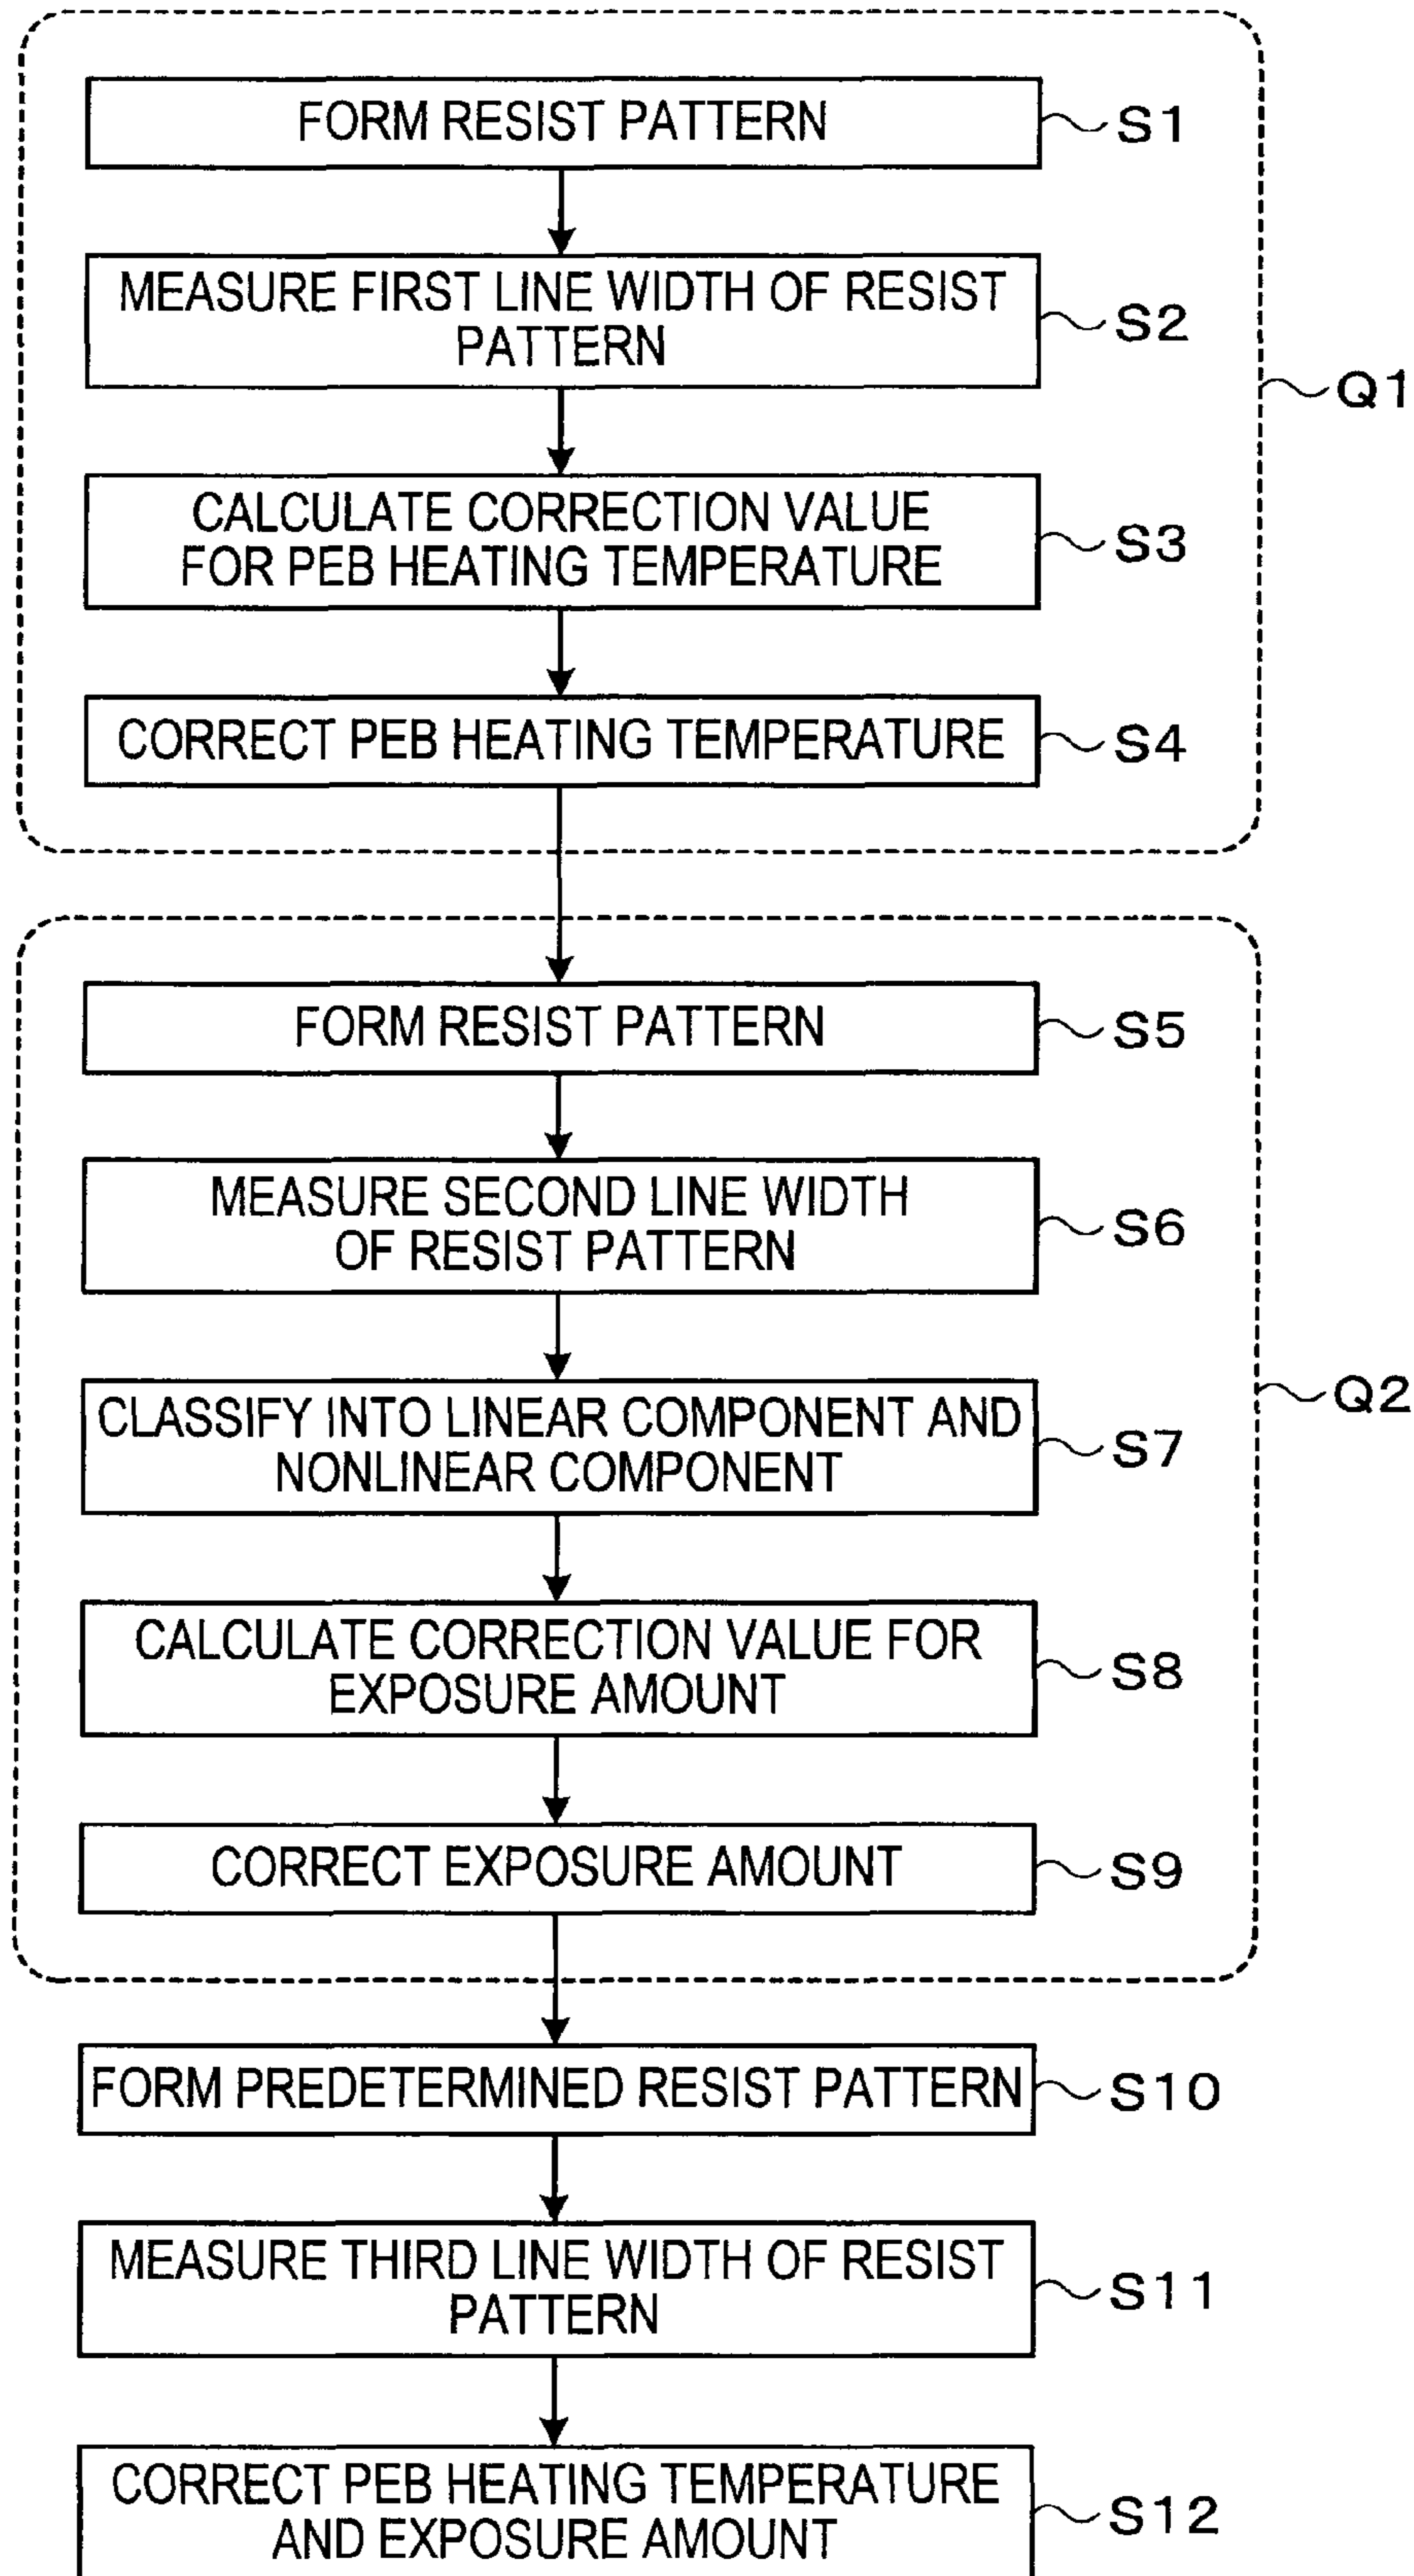 FORM RESIST PATTERN
S1
MEASURE FIRST LINE WIDTH OF RESIST
PATTERN
S2
Q1
CALCULATE CORRECTION VALUE
FOR PEB HEATING TEMPERATURE
S3
CORRECT PEB HEATING TEMPERATURE
S4
FORM RESIST PATTERN
S5
MEASURE SECOND LINE WIDTH
OF RESIST PATTERN
S6
CLASSIFY INTO LINEAR COMPONENT AND
NONLINEAR COMPONENT
S7
Q2
CALCULATE CORRECTION VALUE FOR
EXPOSURE AMOUNT
S8
CORRECT EXPOSURE AMOUNT
S9
FORM PREDETERMINED RESIST PATTERN
S10
MEASURE THIRD LINE WIDTH OF RESIST
PATTERN
S11
CORRECT PEB HEATING TEMPERATURE
AND EXPOSURE AMOUNT
S12